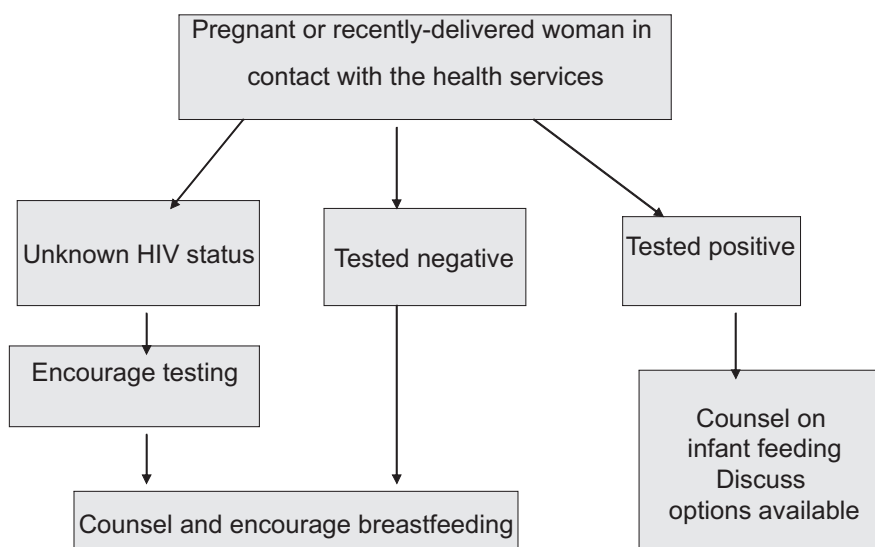 Pregnant or recently-delivered woman in
contact with the health services
Unknown HIV status
Tested negative
Tested positive
Encourage testing
Counsel on
infant feeding
Discuss
options available
Counsel and encourage breastfeeding